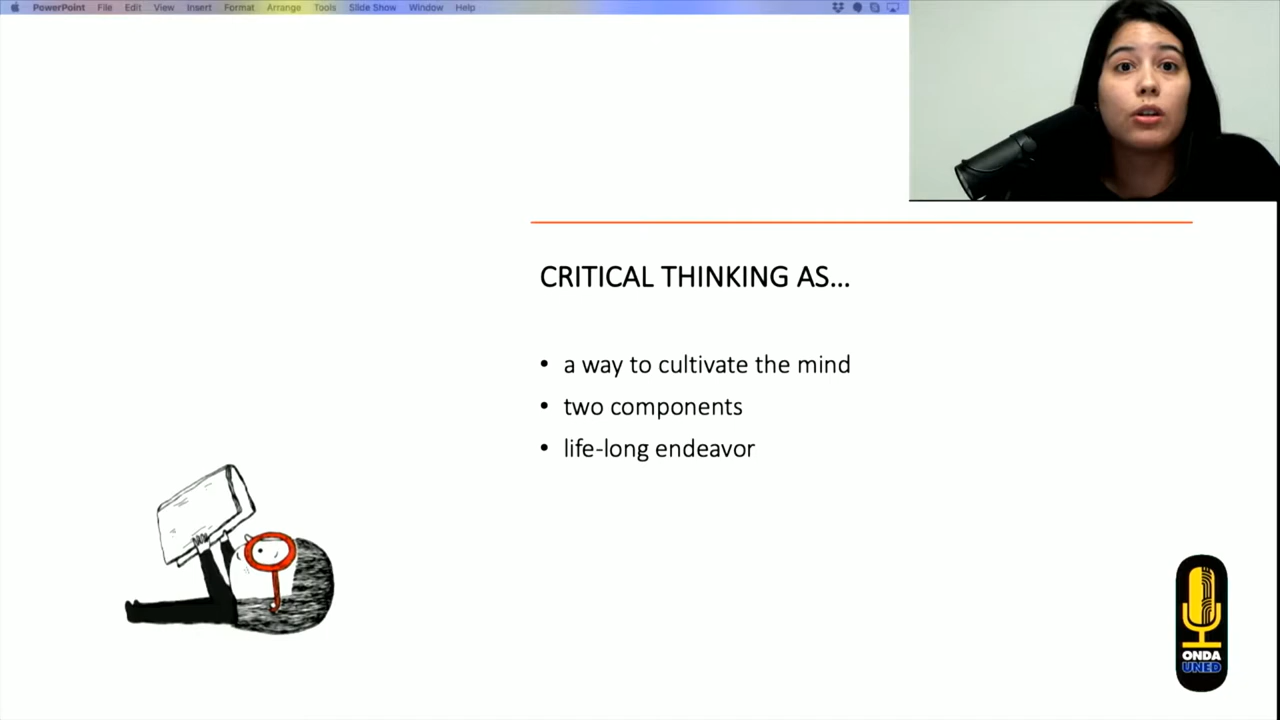 PowerPoint File Edit View Insert Format Arrange Tools Slide Show Window Help
CRITICAL THINKING AS...
• a way to cultivate the mind
• two components
• life-long endeavor
ONDA
UNED